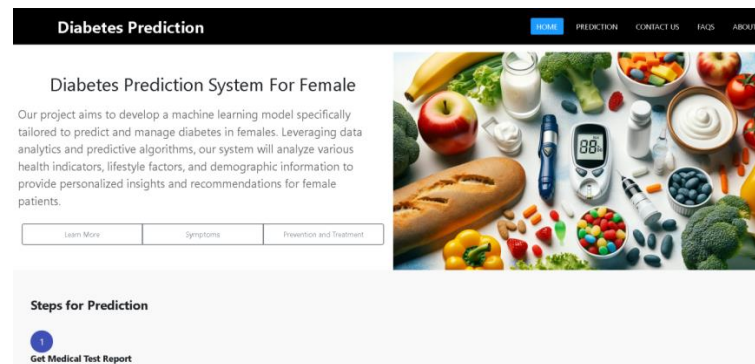 Diabetes Prediction
HOME PREDICTION CONTACT US FAQS ABOUT
Diabetes Prediction System For Female
Our project aims to develop a machine learning model specifically
tailored to predict and manage diabetes in females. Leveraging data
analytics and predictive algorithms, our system will analyze various
health indicators, lifestyle factors, and demographic information to
provide personalized insights and recommendations for female
patients.
Learn More Symptoms Prevention and Treatment
88
Steps for Prediction
1
Get Medical Test Report